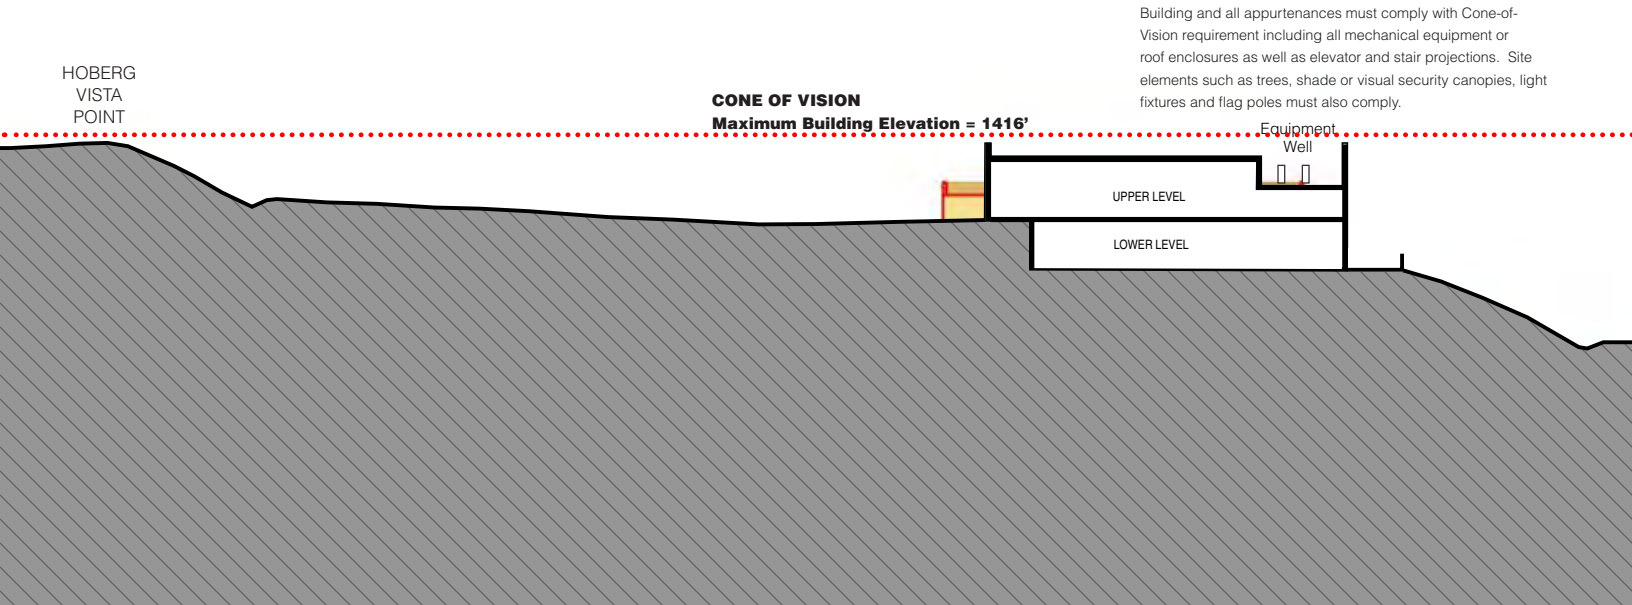 Building and all appurtenances must comply with Cone-of-
Vision requirement including all mechanical equipment or
roof enclosures as well as elevator and stair projections.  Site
elements such as trees, shade or visual security canopies, light
fixtures and flag poles must also comply.
HOBERG
VISTA
POINT
CONE OF VISION
Maximum Building Elevation = 1416'
Equipment
Well
UPPER LEVEL
LOWER LEVEL